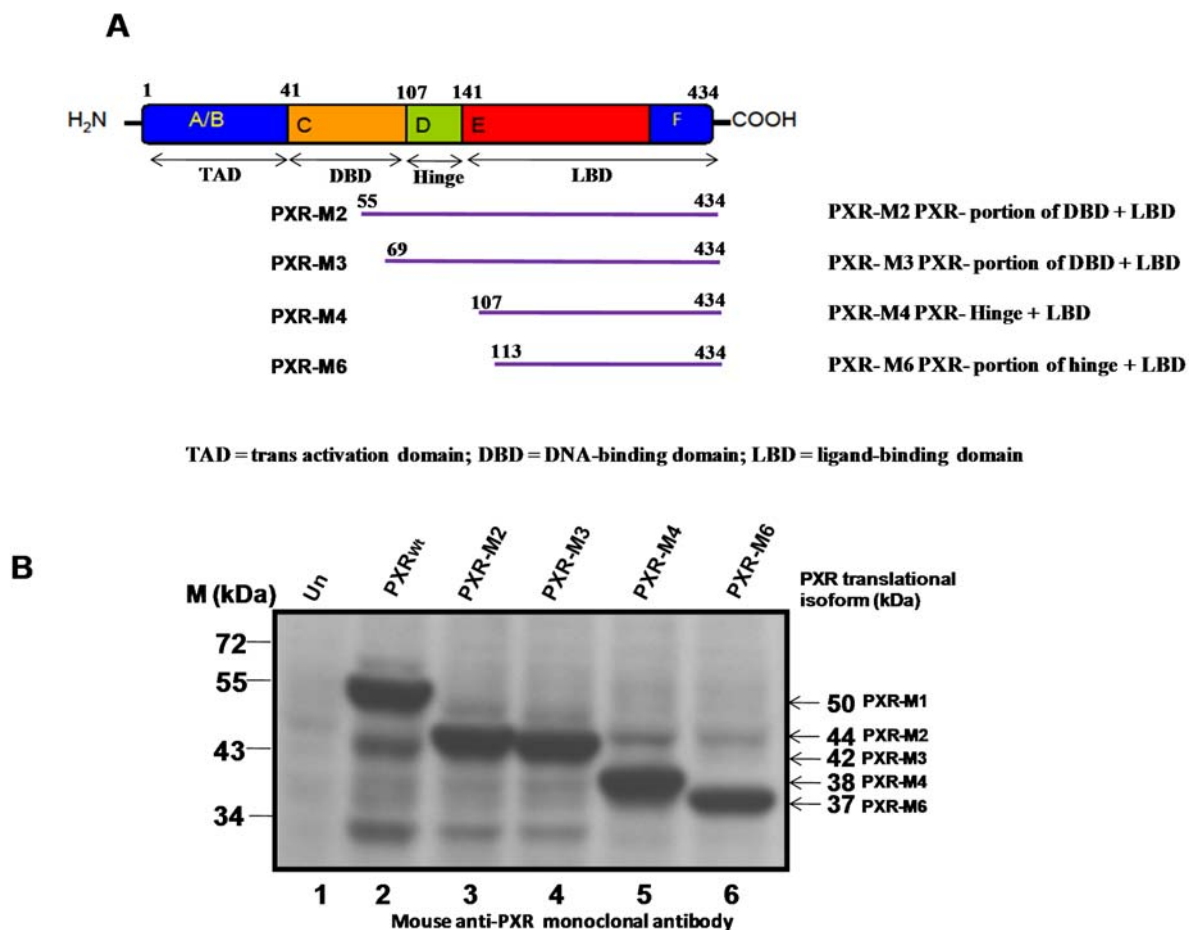 A
1 41 107 141 434
H2N A/B C D E F COOH
TAD DBD Hinge LBD
PXR-M2 55 434 PXR-M2 PXR- portion of DBD + LBD
PXR-M3 69 434 PXR- M3 PXR- portion of DBD + LBD
PXR-M4 107 434 PXR-M4 PXR- Hinge + LBD
PXR-M6 113 434 PXR- M6 PXR- portion of hinge + LBD
TAD = trans activation domain; DBD = DNA-binding domain; LBD = ligand-binding domain
B
M (kDa) Un PXRWt PXR-M2 PXR-M3 PXR-M4 PXR-M6 PXR translational
isoform (kDa)
72
55
50 PXR-M1
44 PXR-M2
43
42 PXR-M3
38 PXR-M4
37 PXR-M6
34
1 2 3 4 5 6
Mouse anti-PXR monoclonal antibody